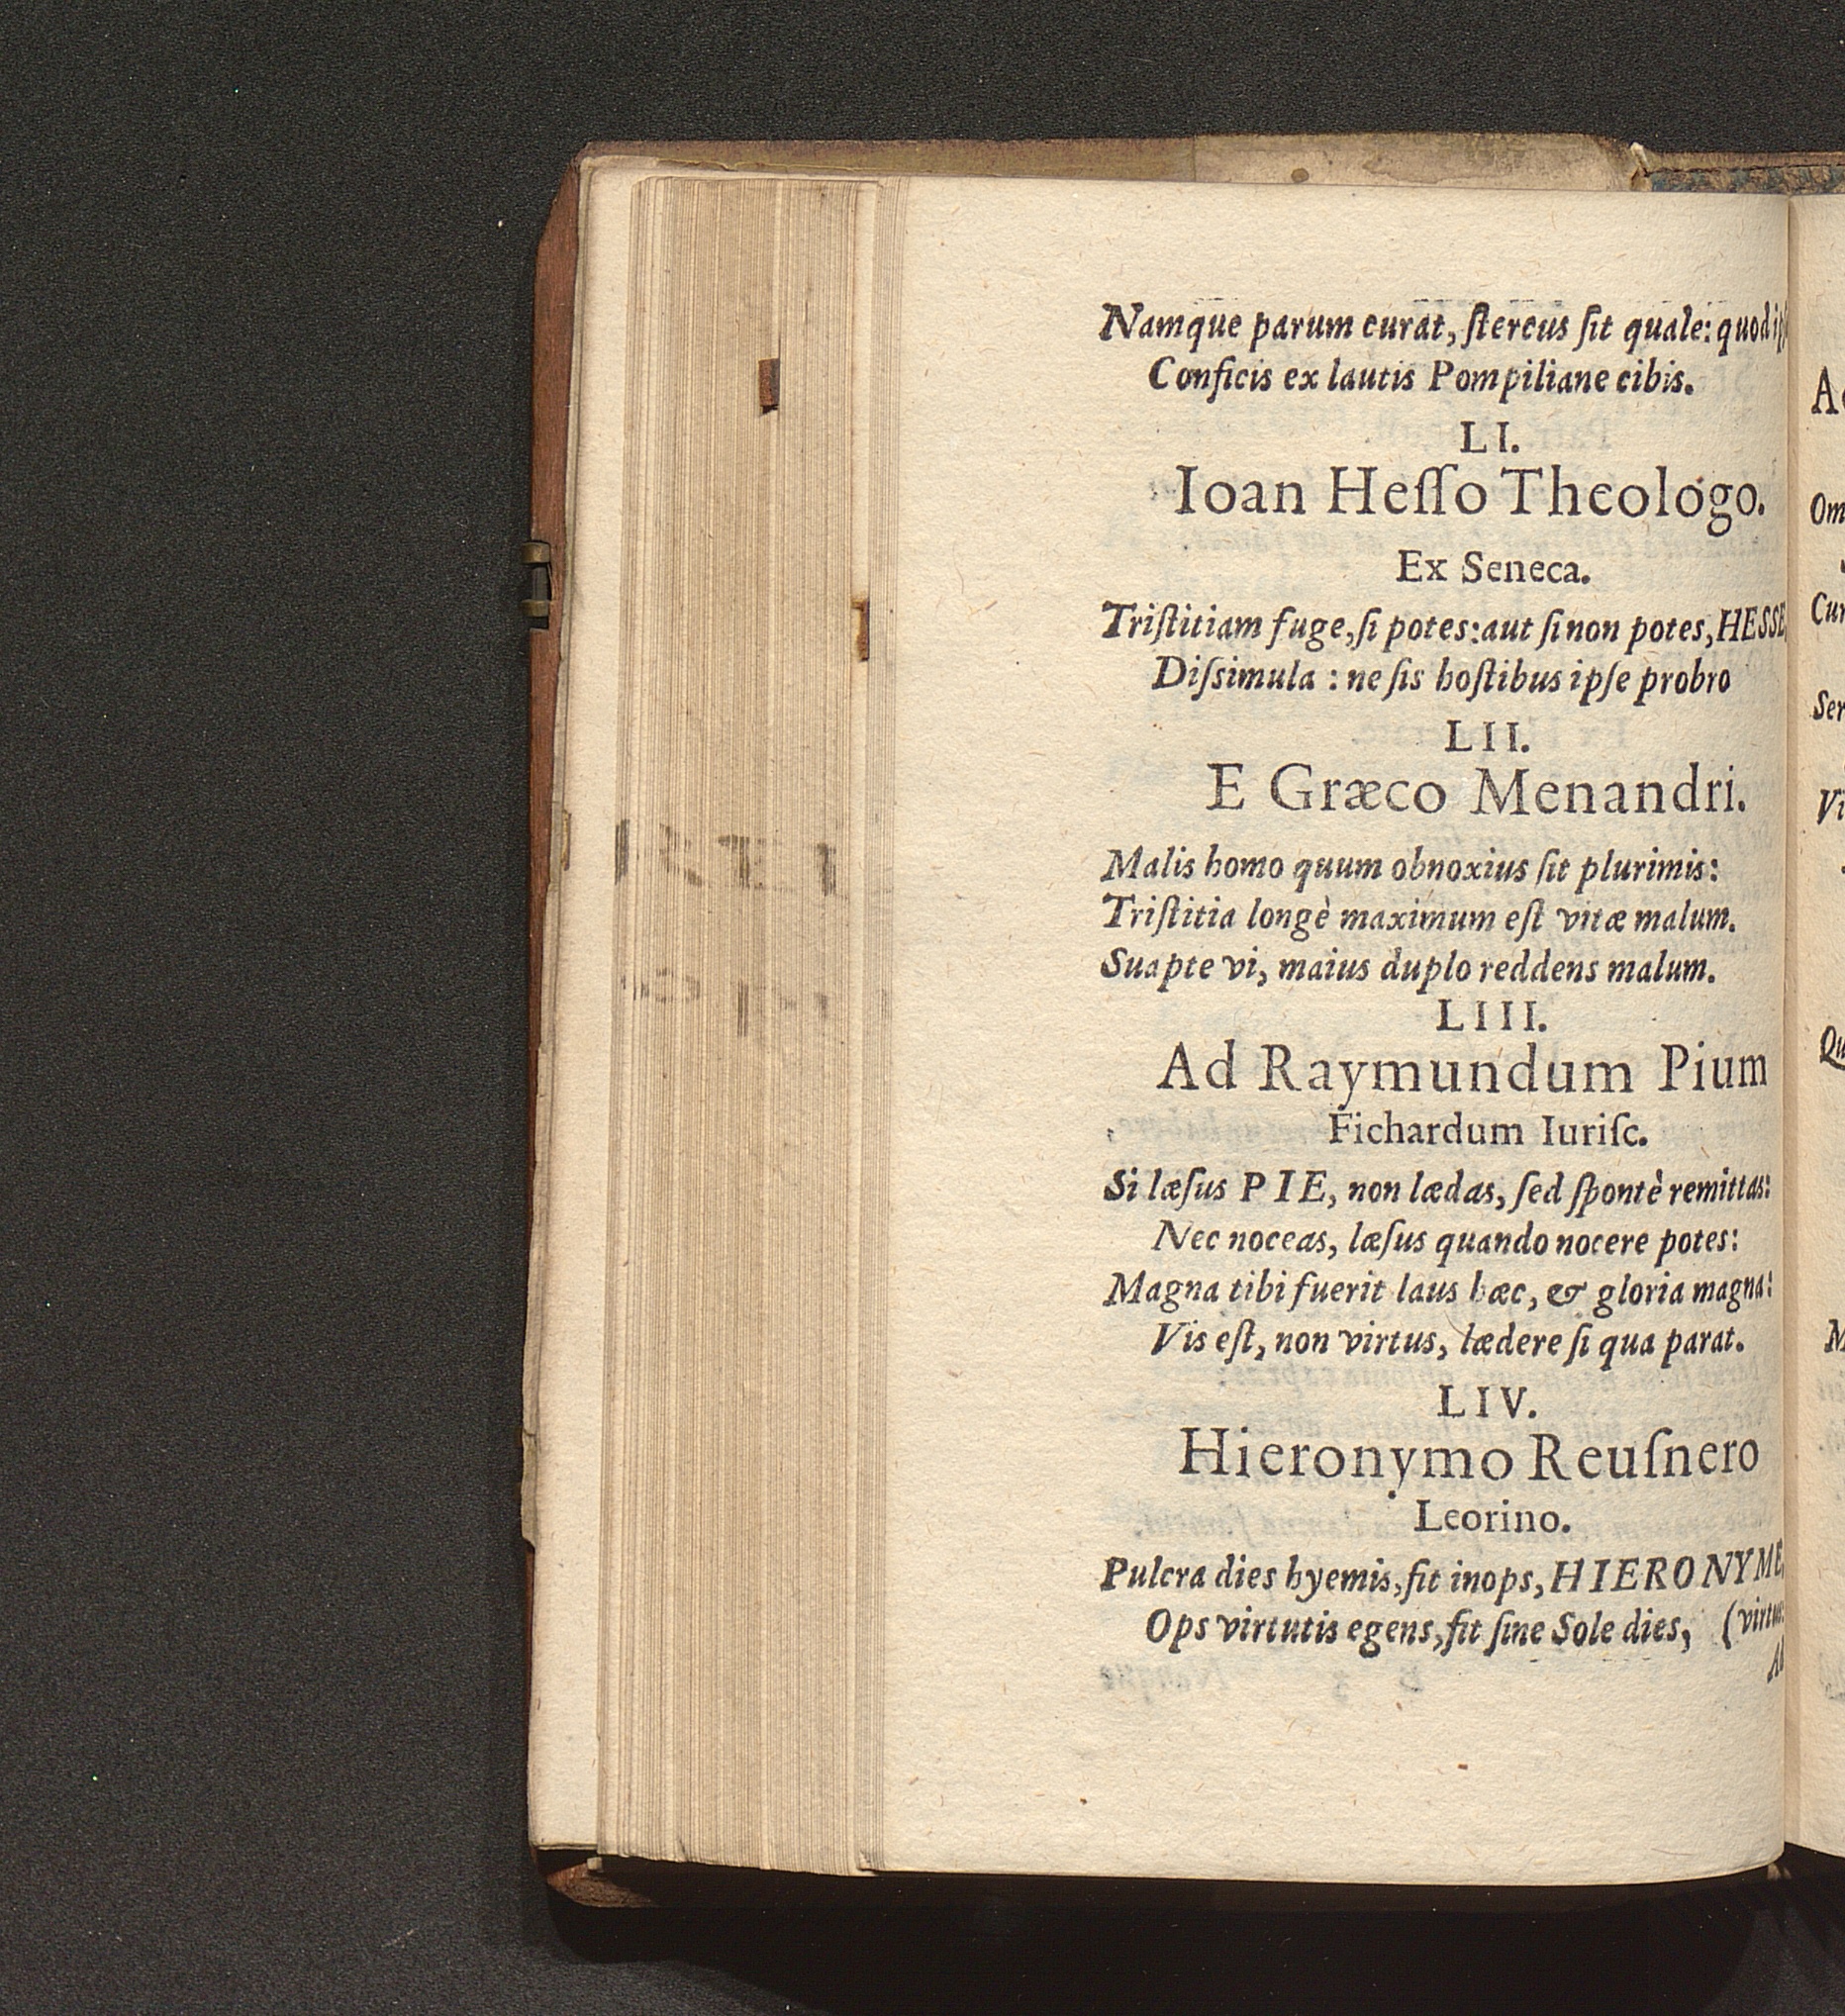 Namque parum curat, ſtercus ſit quale: quod
Conficis ex lautis Pompiliane cibis.
LI.
Ioan Heſſo Theologo.
Ex Seneca.
Triſtitiam fuge, ſi potes: aut ſi non potes, HESSE,
Diſsimula : ne ſis hoſtibus ipſe probro
LII.
E Græco Menandri.
Malis homo quum obnoxius ſit plurimis:
Triſtitia longè maximum eſt vitæ malum.
Suapte vi, maius duplo reddens malum.
LIII.
Ad Raymundum Pium
Fichardum Iuriſc.
Si læſus PIE, non lædas, ſed ſpontè remittas:
Nec noceas, læſus quando nocere potes:
Magna tibi fuerit laus hæc, & gloria magna:
Vis eſt, non virtus, lædere ſi qua parat.
LIV.
Hieronymo Reuſnero
Leorino.
Pulcra dies hyemis, fit inops, HIERONYME,
Ops virtutis egens, fit ſine Sole dies, (virtus: